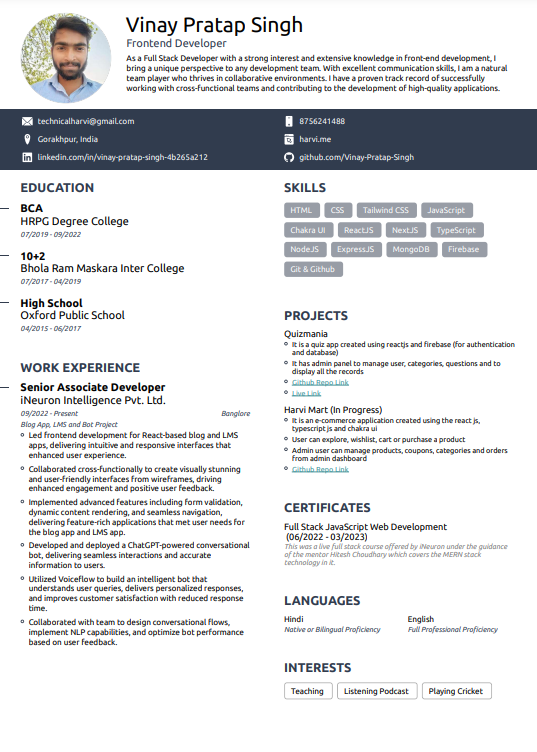 Vinay Pratap Singh
Frontend Developer
As a Full Stack Developer with a strong interest and extensive knowledge in front-end development, I
bring a unique perspective to any development team. With excellent communication skills, I am a natural
team player who thrives in collaborative environments. I have a proven track record of successfully
working with cross-functional teams and contributing to the development of high-quality applications.
technicalharvi@gmail.com
8756241488
Gorakhpur, India
harvi.me
linkedin.com/in/vinay-pratap-singh-4b265a212
github.com/Vinay-Pratap-Singh
EDUCATION
BCA
HRPG Degree College
07/2019 - 09/2022
10+2
Bhola Ram Maskara Inter College
07/2017 - 04/2019
High School
Oxford Public School
04/2015 - 06/2017
WORK EXPERIENCE
Senior Associate Developer
iNeuron Intelligence Pvt. Ltd.
09/2022 - Present Banglore
Blog App, LMS and Bot Project
Led frontend development for React-based blog and LMS
apps, delivering intuitive and responsive interfaces that
enhanced user experience.
Collaborated cross-functionally to create visually stunning
and user-friendly interfaces from wireframes, driving
enhanced engagement and positive user feedback.
Implemented advanced features including form validation,
dynamic content rendering, and seamless navigation,
delivering feature-rich applications that met user needs for
the blog app and LMS app.
Developed and deployed a ChatGPT-powered conversational
bot, delivering seamless interactions and accurate
information to users.
Utilized Voiceflow to build an intelligent bot that
understands user queries, delivers personalized responses,
and improves customer satisfaction with reduced response
time.
Collaborated with team to design conversational flows,
implement NLP capabilities, and optimize bot performance
based on user feedback.
SKILLS
HTML CSS Tailwind CSS JavaScript
Chakra UI ReactJS NextJS TypeScript
NodeJS ExpressJS MongoDB Firebase
Git & Github
PROJECTS
Quizmania
It is a quiz app created using reactjs and firebase (for authentication
and database)
It has admin panel to manage user, categories, questions and to
display all the records
Github Repo Link
Live Link
Harvi Mart (In Progress)
It is an e-commerce application created using the react js,
typescript js and chakra ui
User can explore, wishlist, cart or purchase a product
Admin user can manage products, coupons, categories and orders
from admin dashboard
Github Repo Link
CERTIFICATES
Full Stack JavaScript Web Development
(06/2022 - 03/2023)
This was a live full stack course offered by iNeuron under the guidance
of the mentor Hitesh Choudhary which covers the MERN stack
technology in it.
LANGUAGES
Hindi English
Native or Bilingual Proficiency Full Professional Proficiency
INTERESTS
Teaching Listening Podcast Playing Cricket